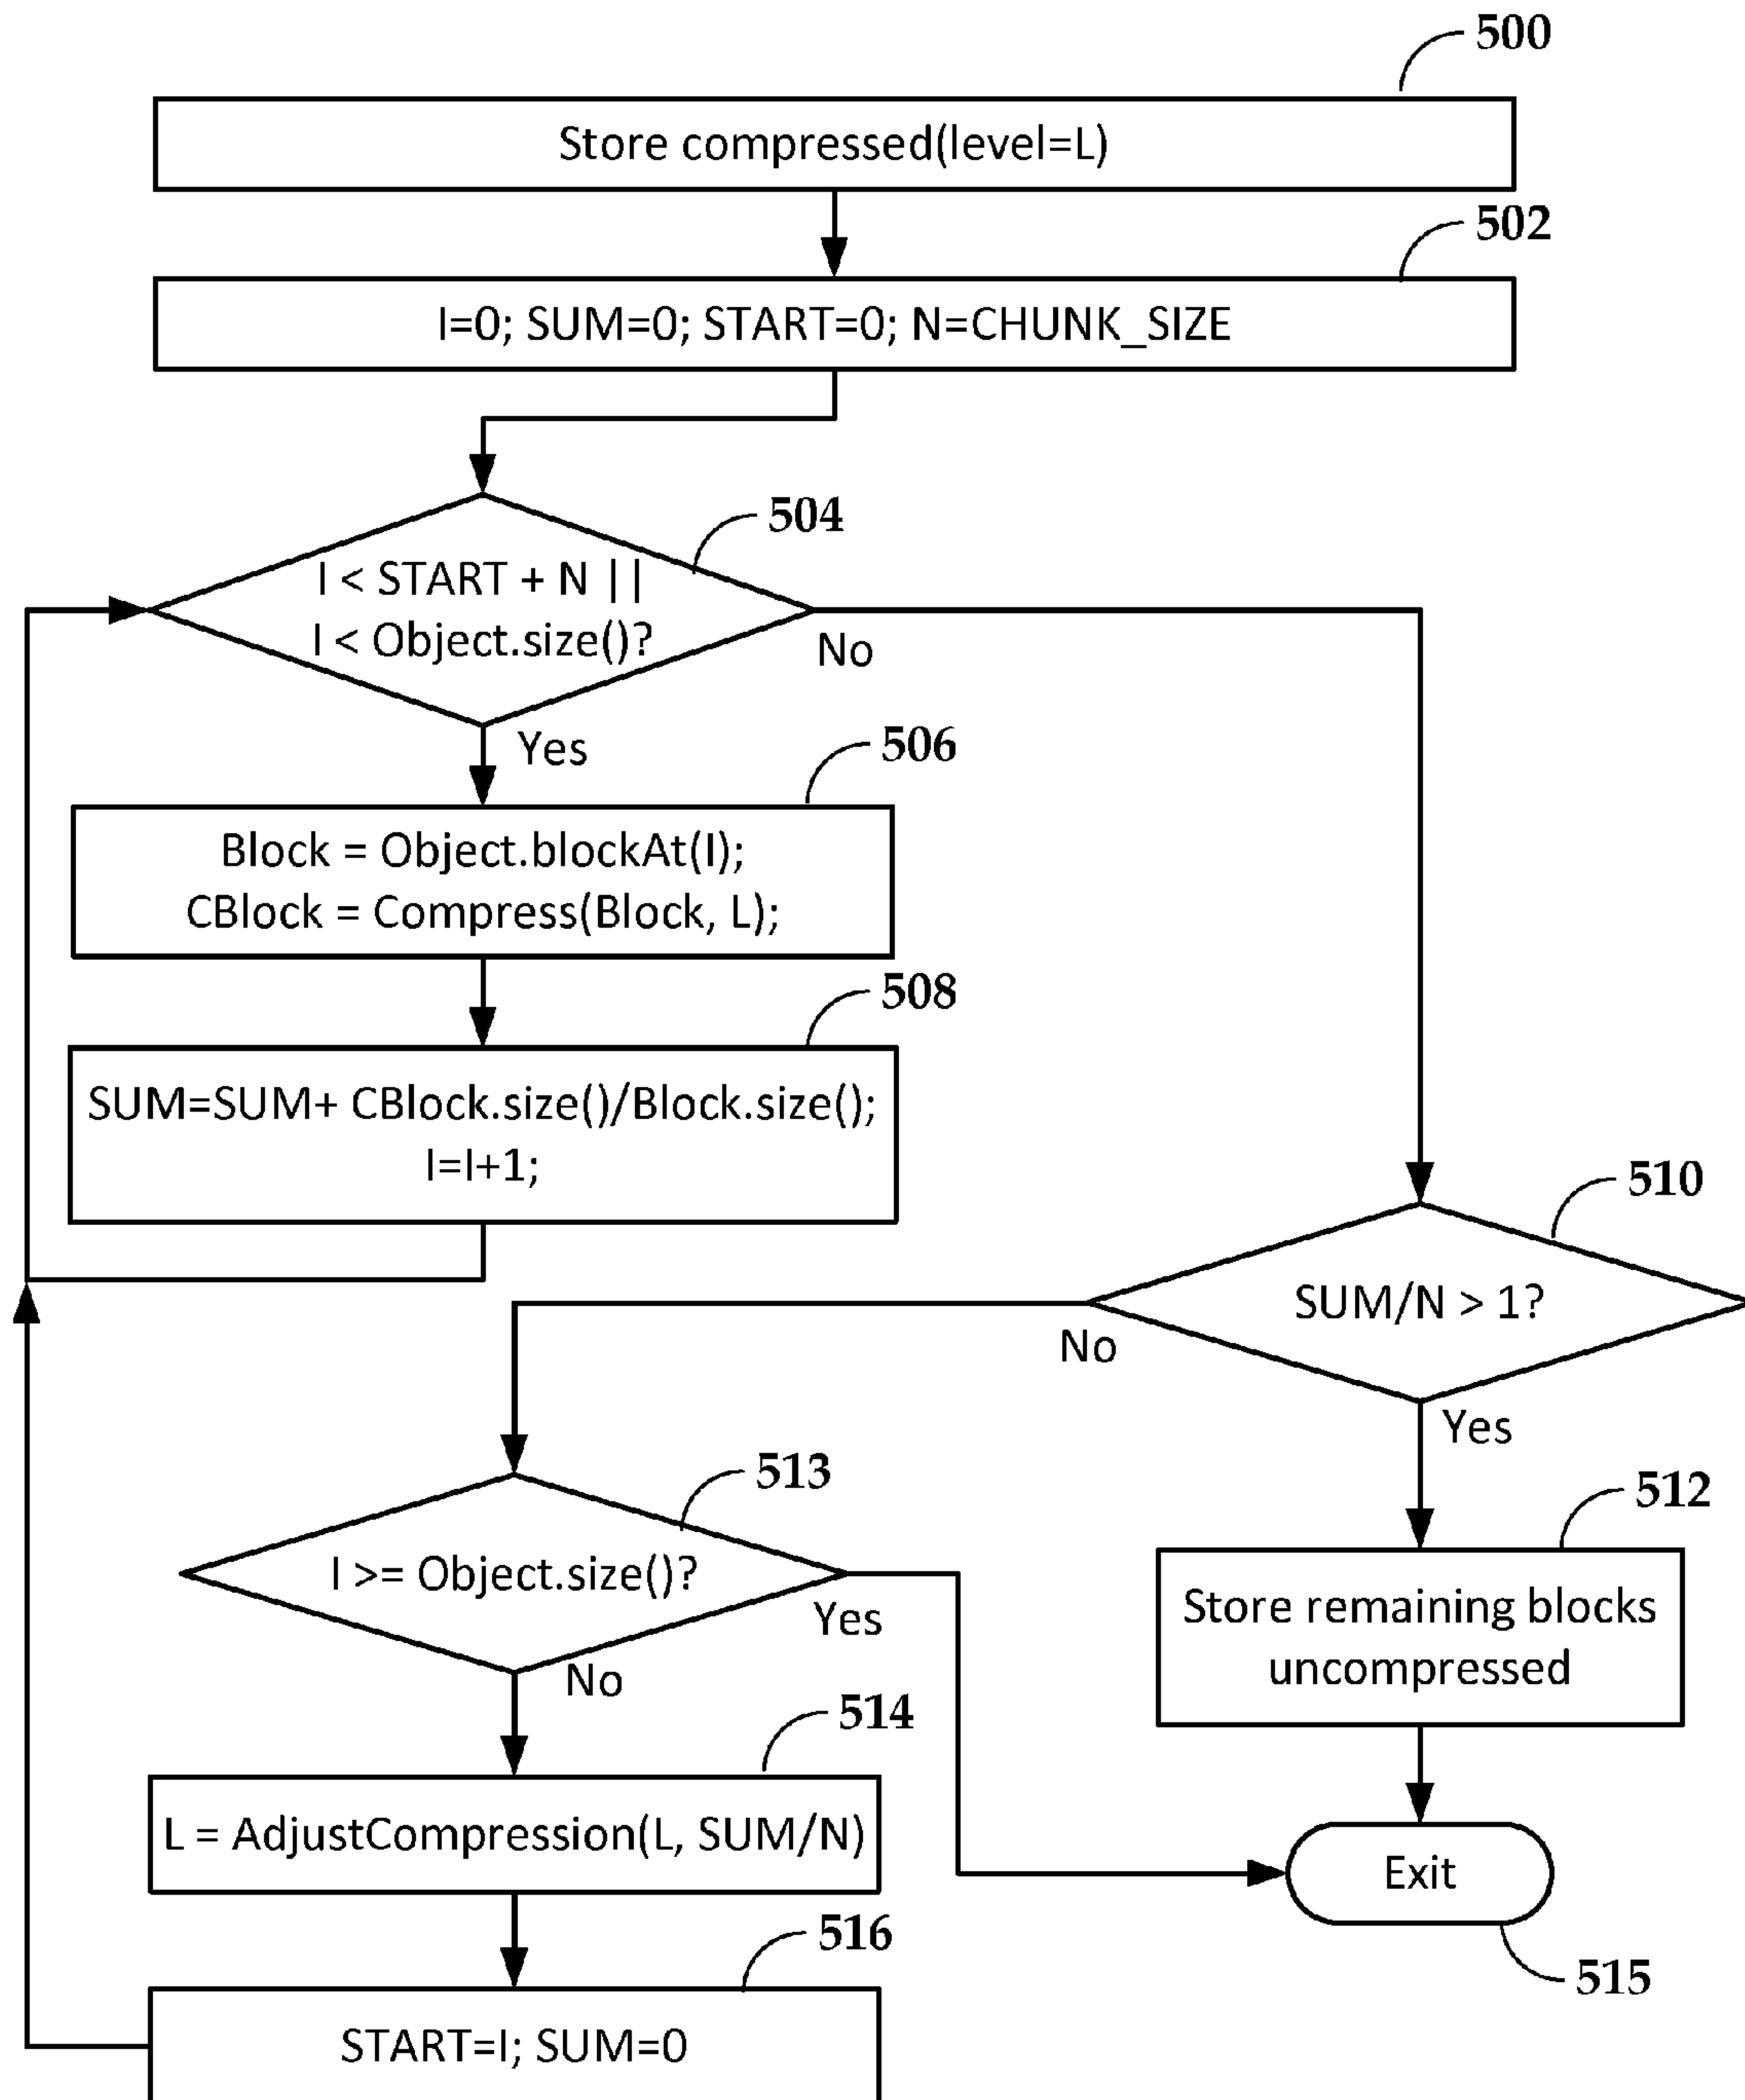 500
Store compressed(level=L)
502
I=0; SUM=0; START=0; N=CHUNK_SIZE
504
I < START + N ||
I < Object.size()?
No
Yes
506
Block = Object.blockAt(I);
CBlock = Compress(Block, L);
508
SUM=SUM+ CBlock.size()/Block.size();
I=I+1;
510
SUM/N > 1?
No
Yes
513
I >= Object.size()?
Yes
No
512
Store remaining blocks
uncompressed
514
L = AdjustCompression(L, SUM/N)
Exit
515
516
START=I; SUM=0